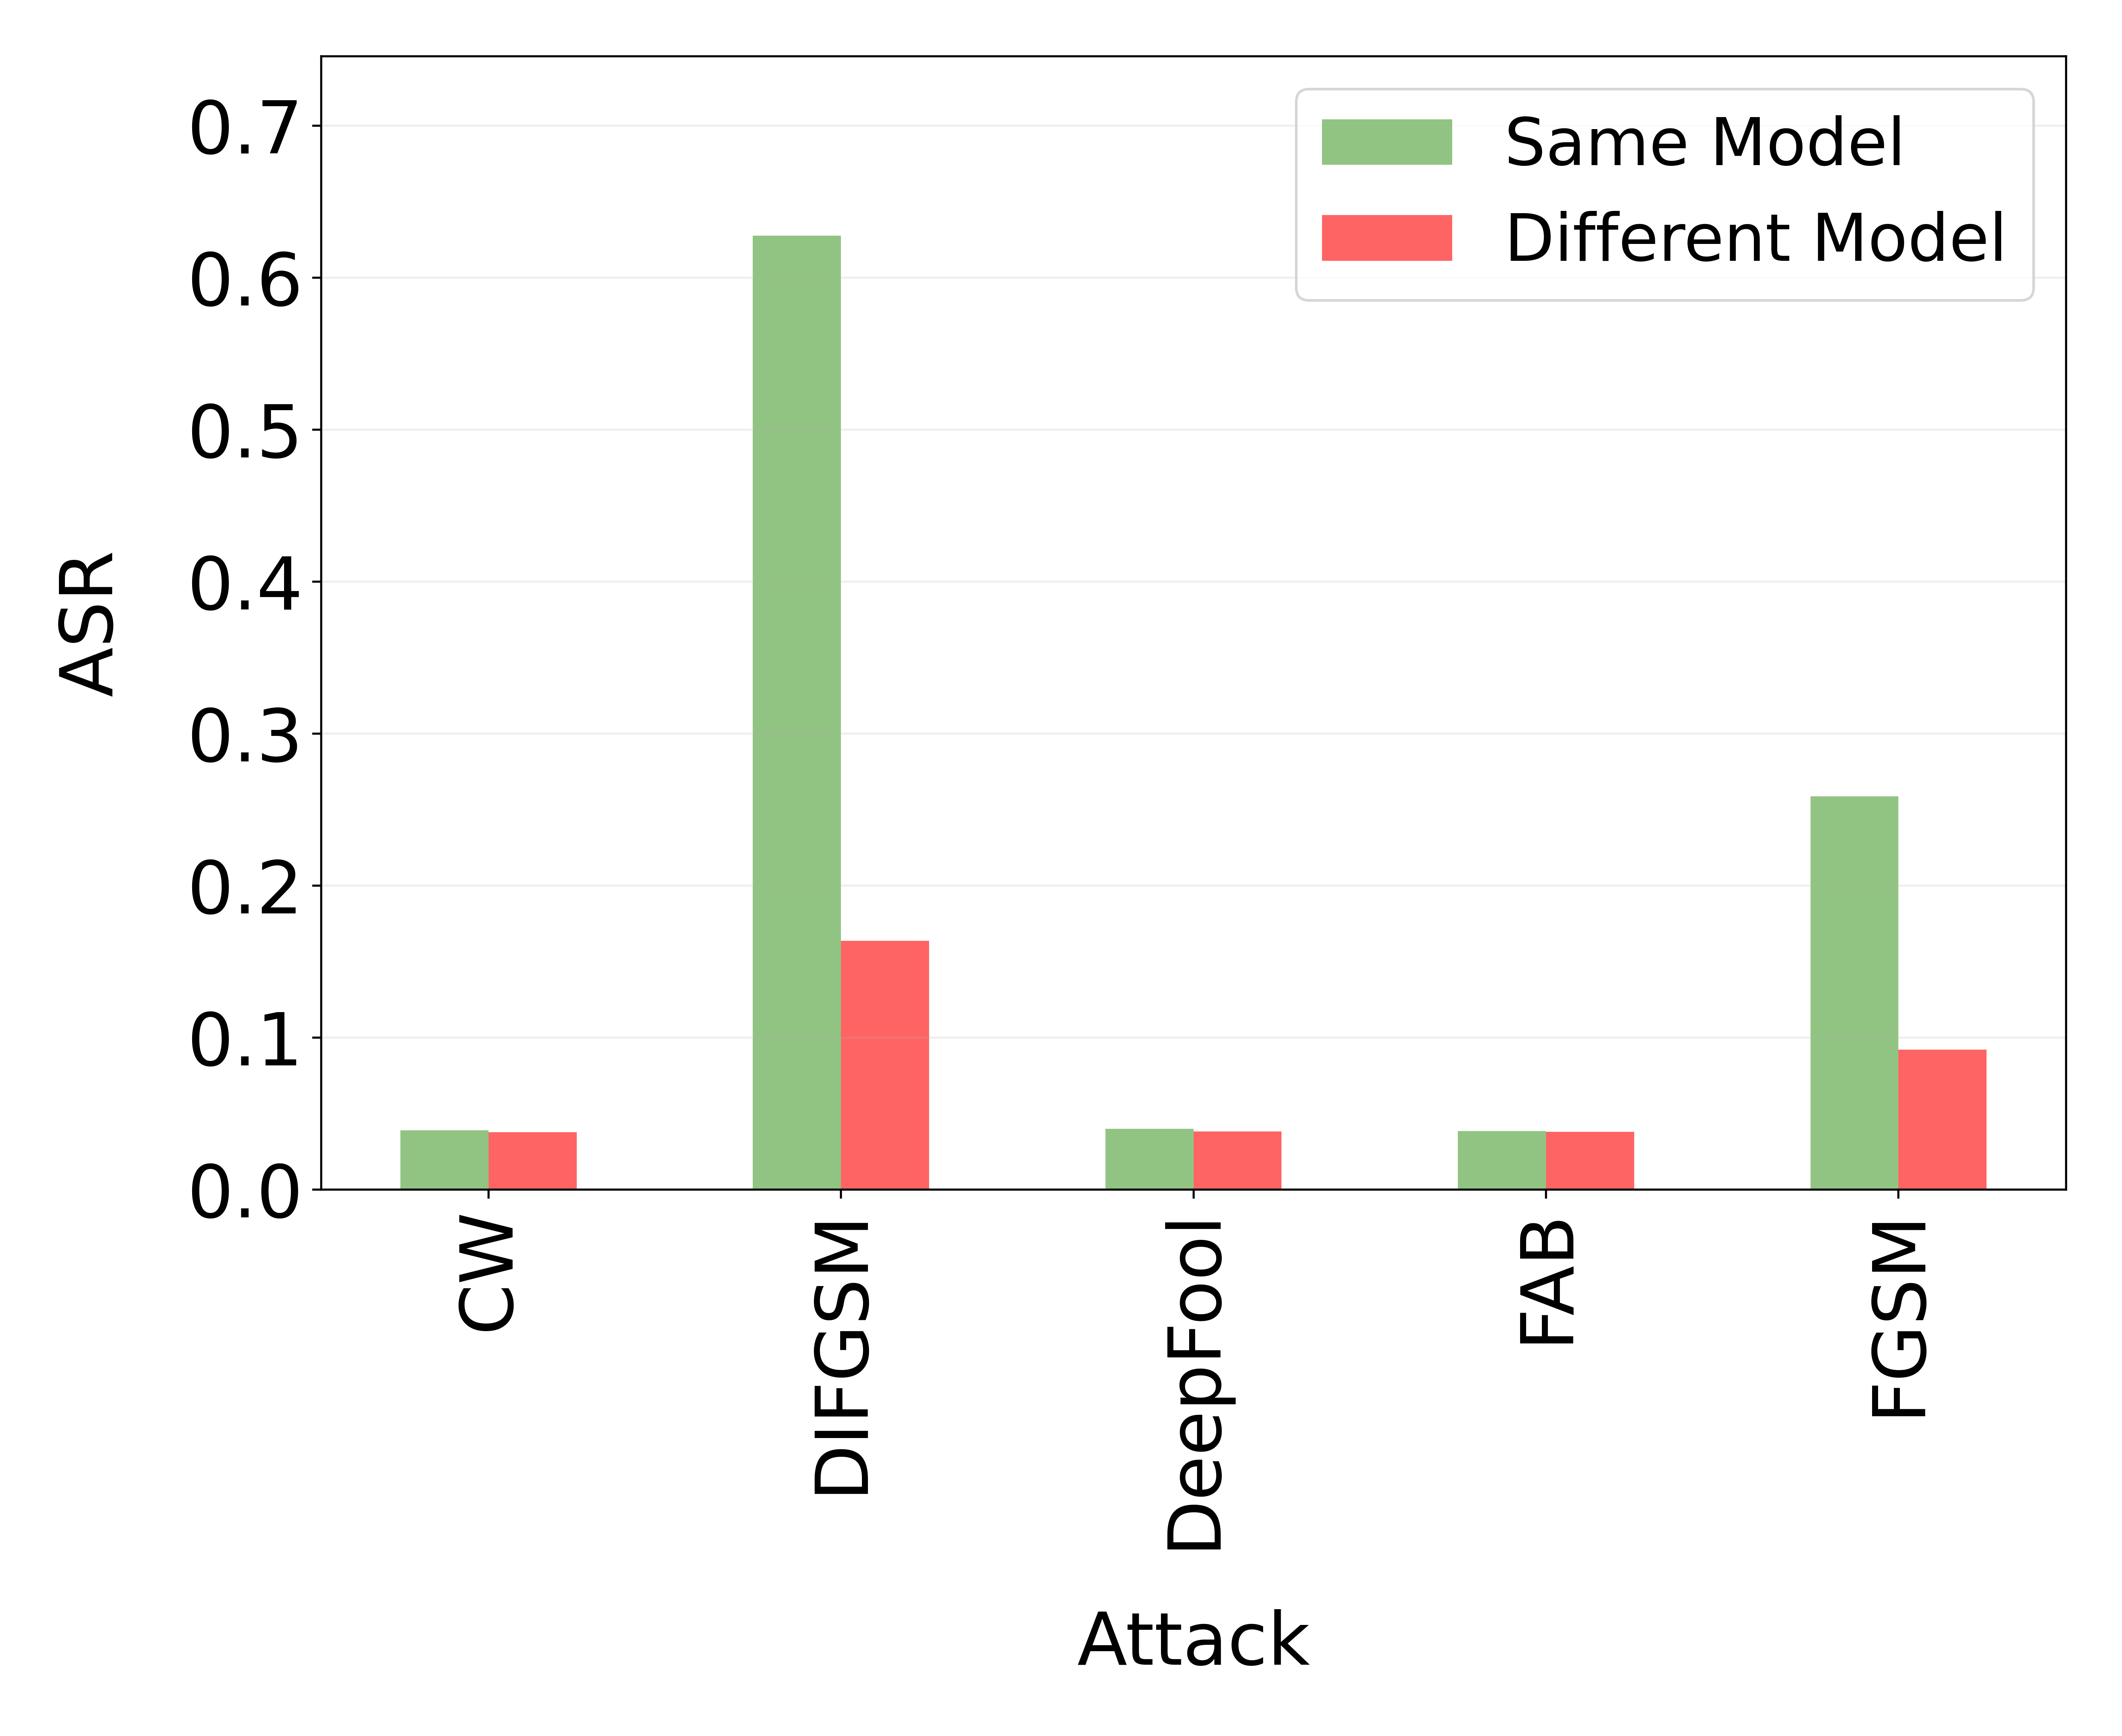 ASR
0.7
0.6
0.5
0.4
0.3
0.2
0.1
0.0
Same Model
Different Model
CW
DIFGSM
DeepFool
FAB
FGSM
Attack